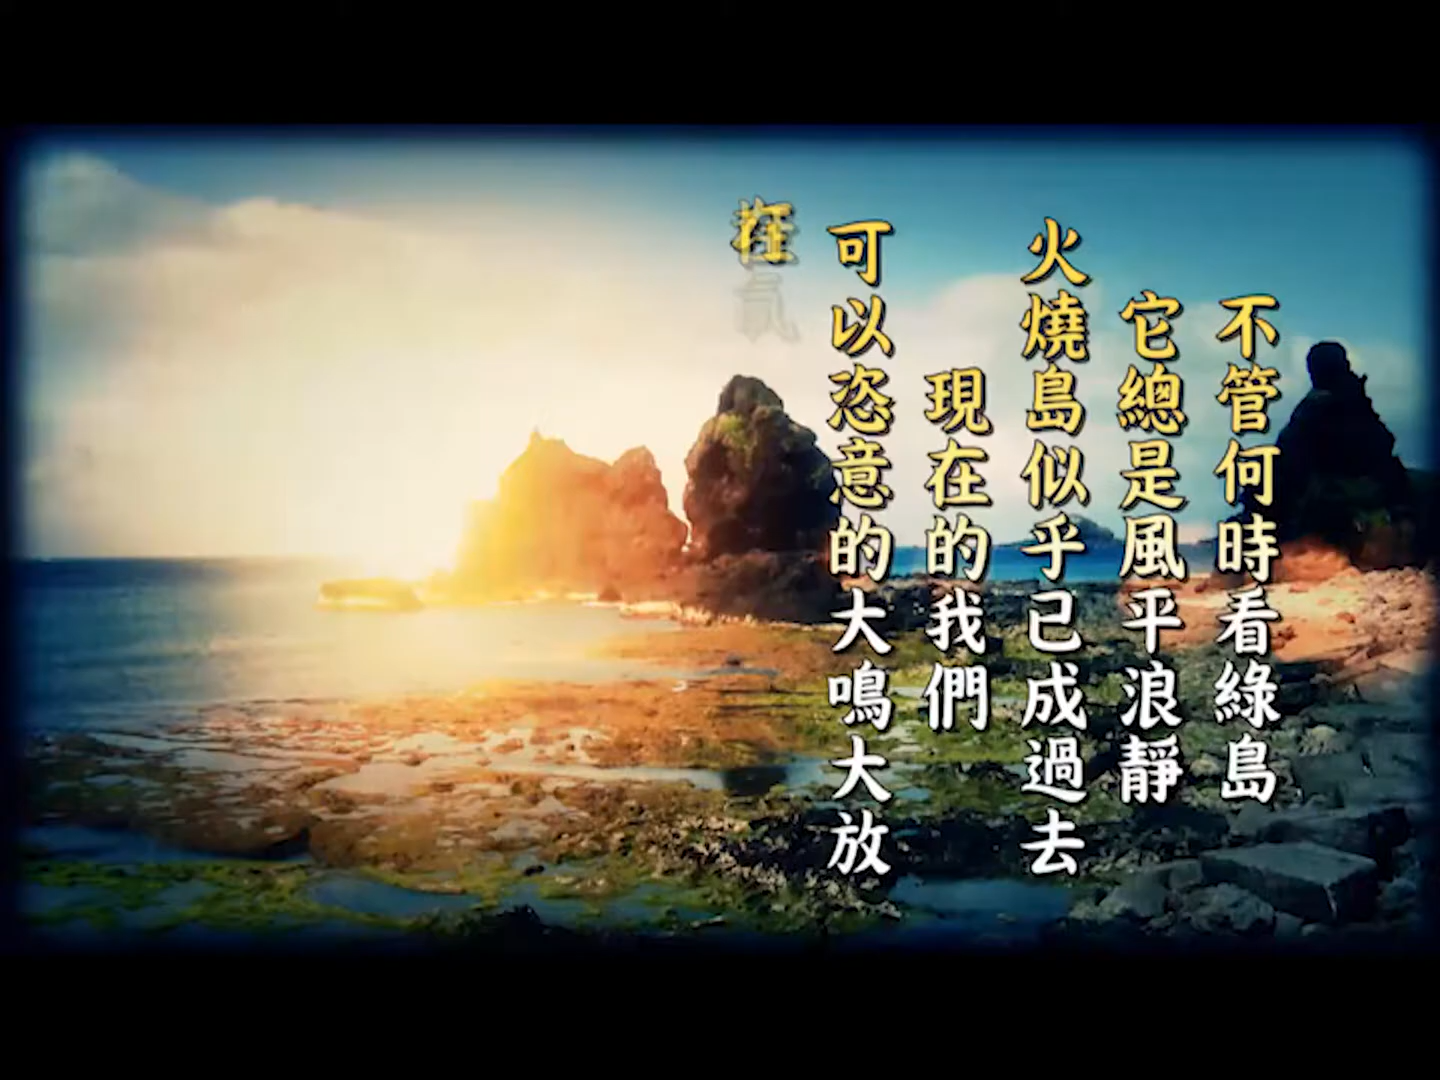 不管何時看綠島
它總是風平浪靜
火燒島似乎已成過去
現在的我們
可以恣意的大鳴大放
在